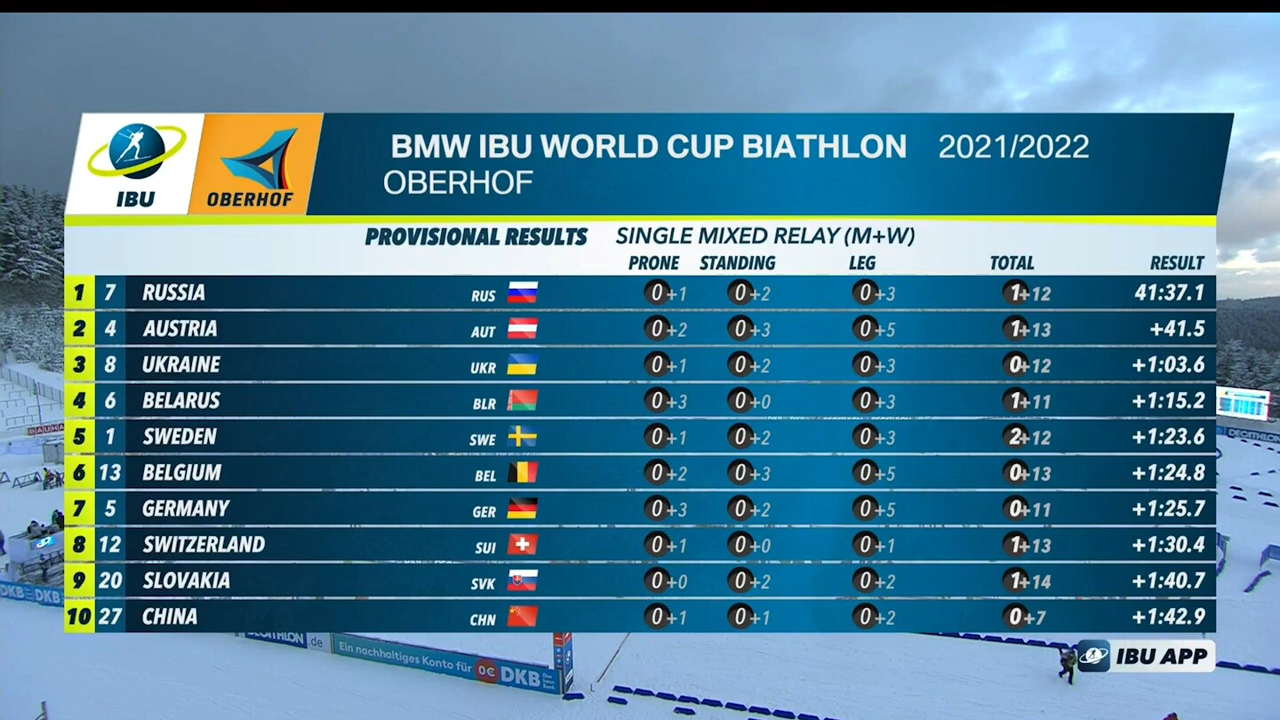 BMW IBU WORLD CUP BIATHLON 2021/2022
OBERHOF
IBU
OBERHOF
PROVISIONAL RESULTS SINGLE MIXED RELAY (M+W)
PRONE STANDING LEG TOTAL RESULT
1 7 RUSSIA RUS 0+1 0+2 0+3 1+12 41:37.1
2 4 AUSTRIA AUT 0+2 0+3 0+5 1+13 +41.5
3 8 UKRAINE UKR 0+1 0+2 0+3 0+12 +1:03.6
4 6 BELARUS BLR 0+3 0+0 0+3 1+11 +1:15.2
5 1 SWEDEN SWE 0+1 0+2 0+3 2+12 +1:23.6
6 13 BELGIUM BEL 0+2 0+3 0+5 0+13 +1:24.8
7 5 GERMANY GER 0+3 0+2 0+5 0+11 +1:25.7
8 12 SWITZERLAND SUI 0+1 0+0 0+1 1+13 +1:30.4
9 20 SLOVAKIA SVK 0+0 0+2 0+2 1+14 +1:40.7
10 27 CHINA CHN 0+1 0+1 0+2 0+7 +1:42.9
DECATHLON
DKB DKB
DECATHLON.de
Ein nachhaltiges Konto für 0€ DKB
IBU APP